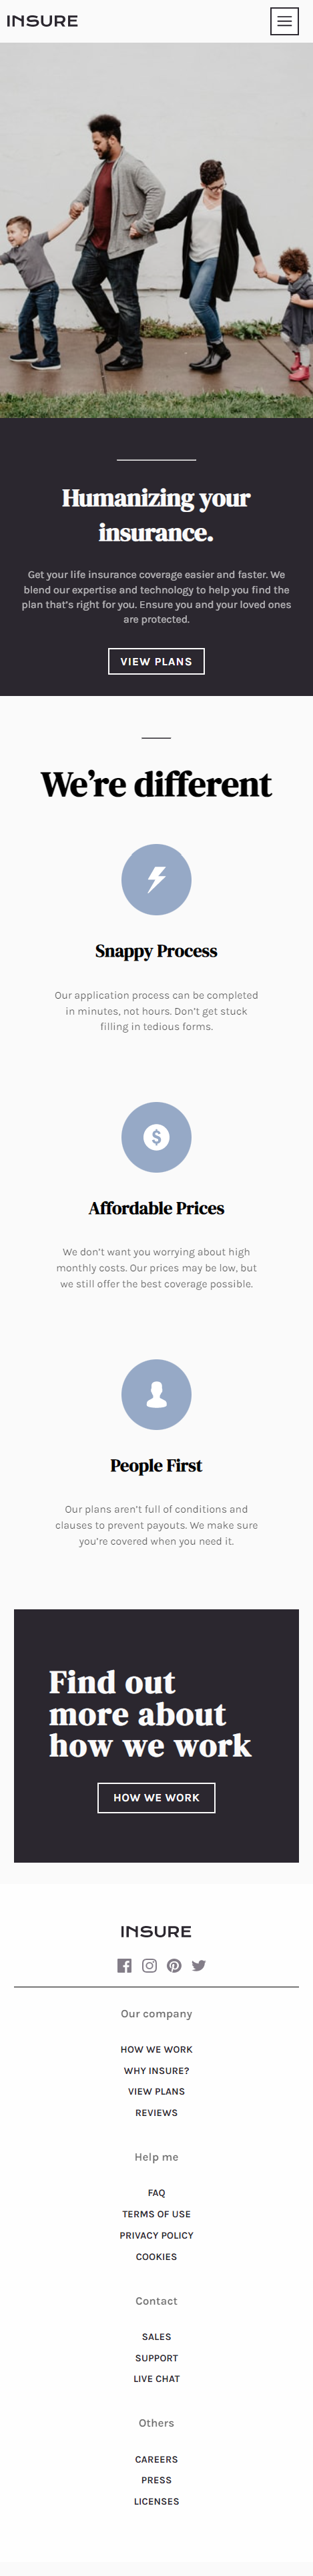 INSURE
Humanizing your
insurance.
Get your life insurance coverage easier and faster. We
blend our expertise and technology to help you find the
plan that's right for you. Ensure you and your loved ones
are protected.
VIEW PLANS
We're different
Snappy Process
Our application process can be completed
in minutes, not hours. Don't get stuck
filling in tedious forms.
$
Affordable Prices
We don't want you worrying about high
monthly costs. Our prices may be low, but
we still offer the best coverage possible.
People First
Our plans aren't full of conditions and
clauses to prevent payouts. We make sure
you're covered when you need it.
Find out
more about
how we work
HOW WE WORK
INSURE
Our company
HOW WE WORK
WHY INSURE?
VIEW PLANS
REVIEWS
Help me
FAQ
TERMS OF USE
PRIVACY POLICY
COOKIES
Contact
SALES
SUPPORT
LIVE CHAT
Others
CAREERS
PRESS
LICENSES